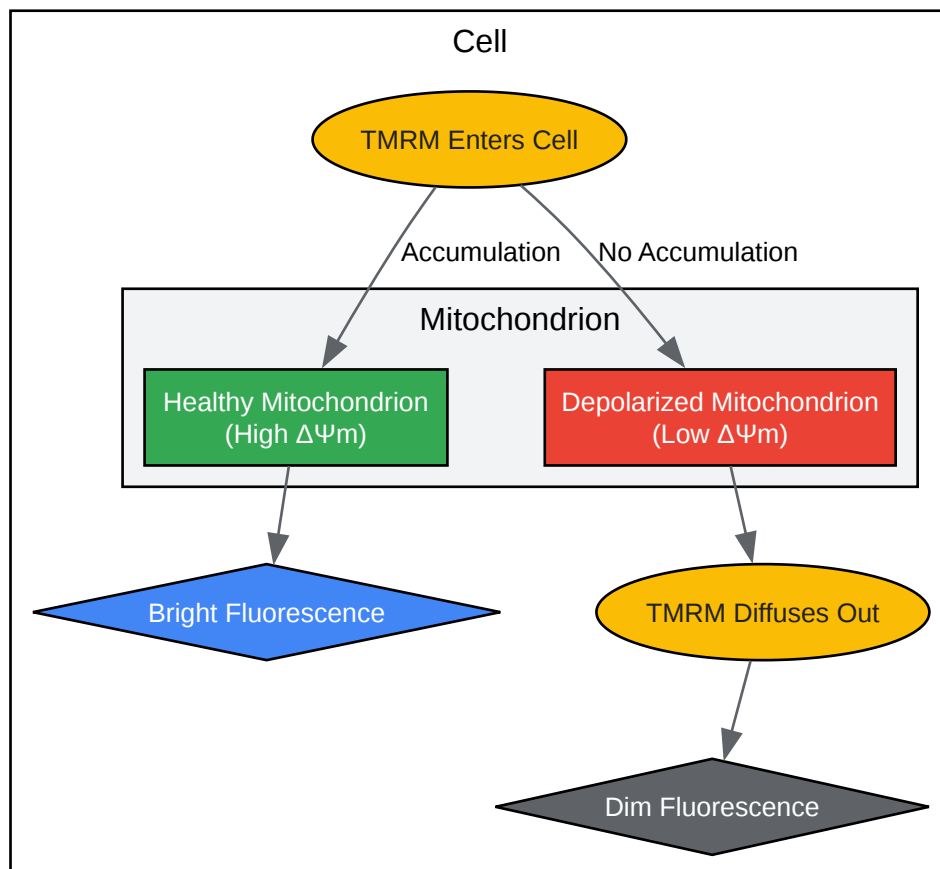 Cell
TMRM Enters Cell
Accumulation
No Accumulation
Mitochondrion
Healthy Mitochondrion
(High ΔΨm)
Depolarized Mitochondrion
(Low ΔΨm)
Bright Fluorescence
TMRM Diffuses Out
Dim Fluorescence